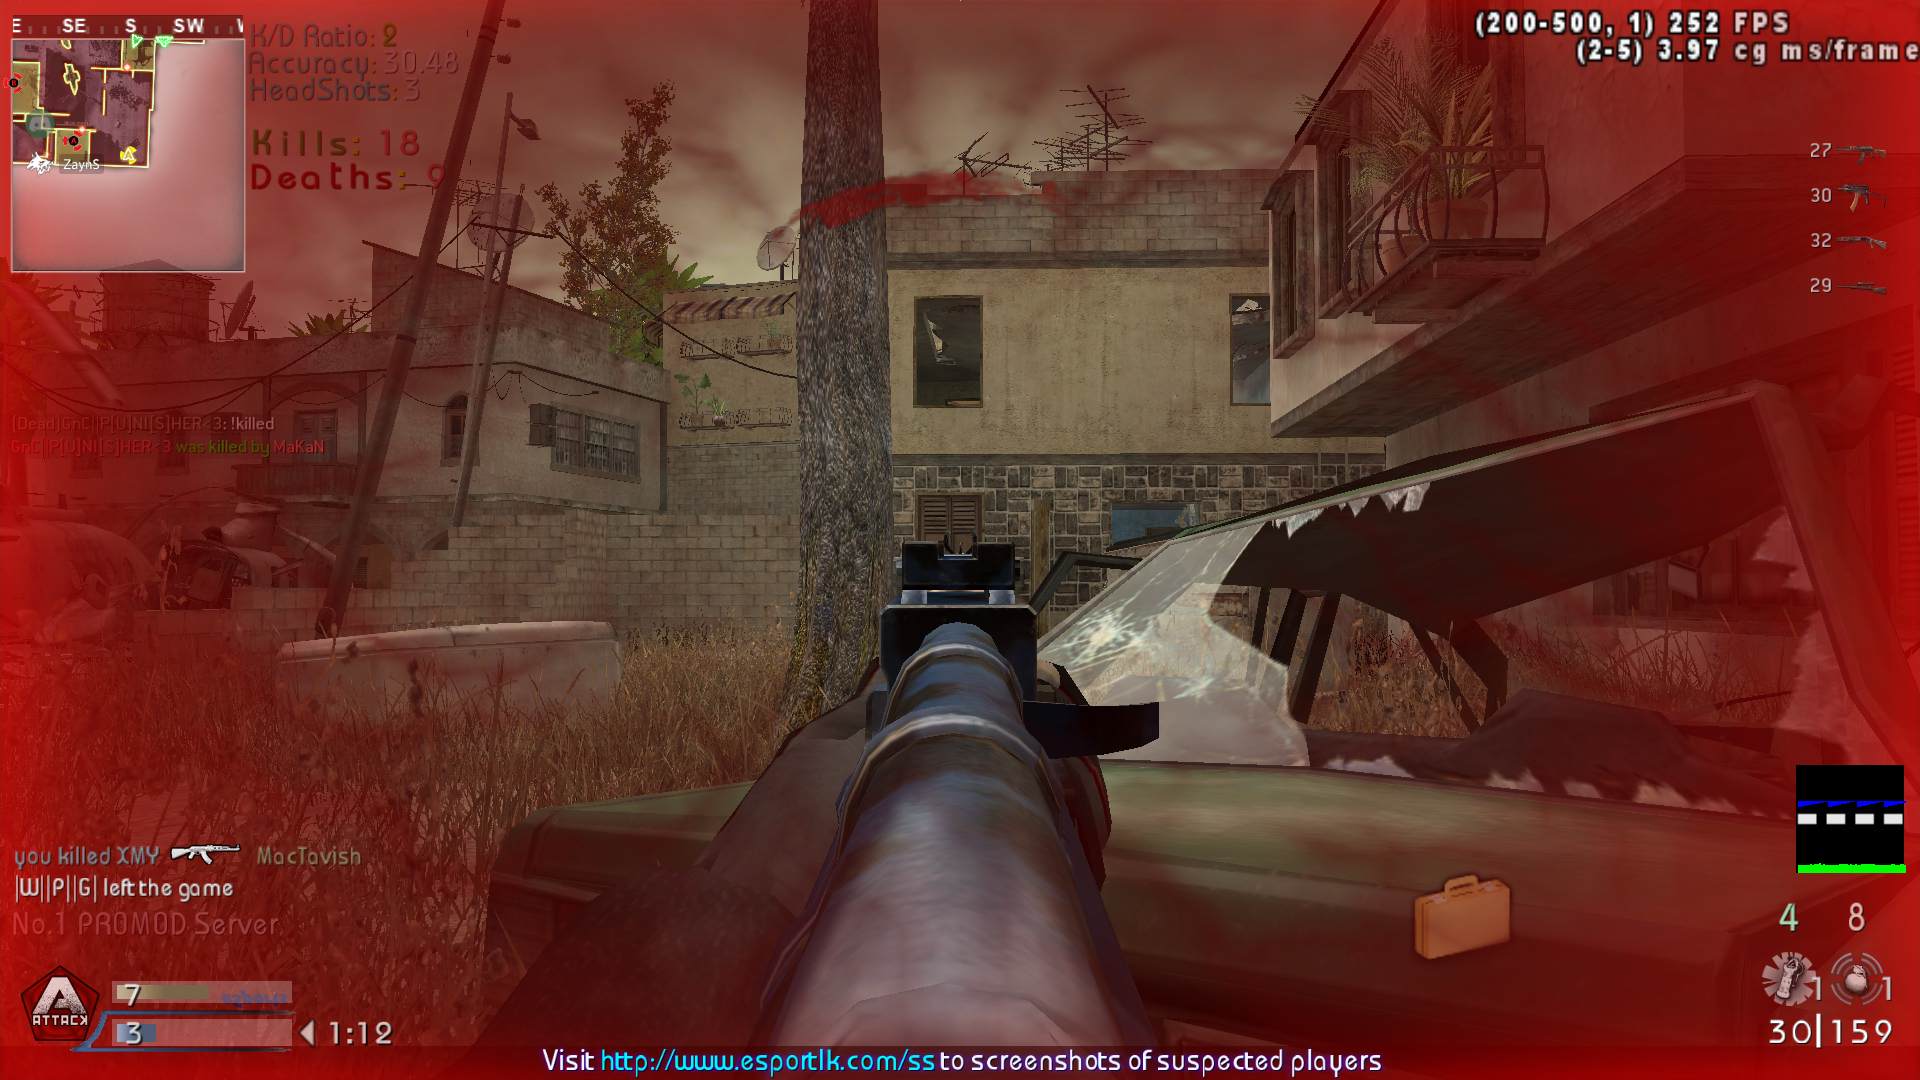 E SE S SW
K/D Ratio: 2
Accuracy: 30.48
HeadShots: 3
Kills: 18
Deaths: 9
ZaynS
(200-500, 1) 252 FPS
(2-5) 3.97 cg ms/frame
27
30
32
29
[Dead]GnC||P[U]NI[S]HER<3: !killed
GnC||P[U]NI[S]HER<3 was killed by MaKaN
you killed XMY MacTavish
|W||P||G| left the game
No.1 PROMOD Server
4 8
1 1
30|159
ATTACK
7
3
1:12
Visit http://www.esportlk.com/ss to screenshots of suspected players